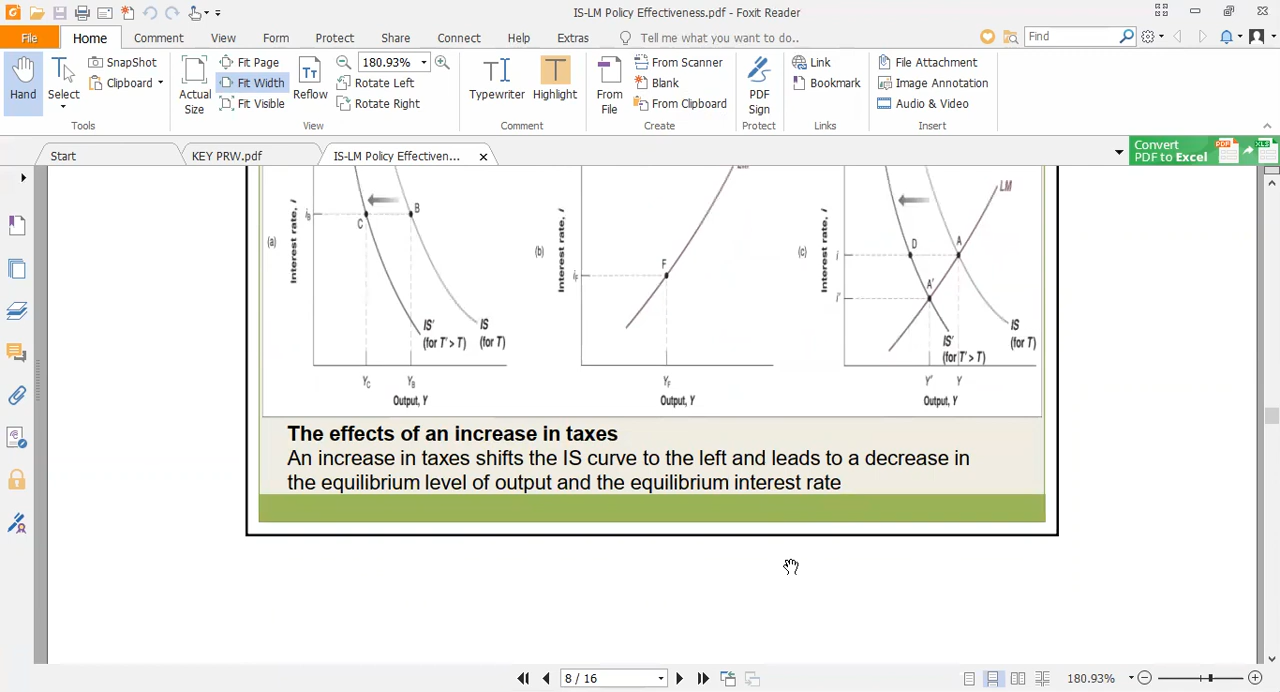 IS-LM Policy Effectiveness.pdf - Foxit Reader
File Home Comment View Form Protect Share Connect Help Extras Tell me what you want to do.. Find
Hand
Select
SnapShot
Clipboard
Tools
Actual Size
Fit Page
Fit Width
Fit Visible
Reflow
180.93%
Rotate Left
Rotate Right
View
Typewriter
Highlight
Comment
From File
From Scanner
Blank
From Clipboard
Create
PDF Sign
Protect
Link
Bookmark
Links
File Attachment
Image Annotation
Audio & Video
Insert
Start
KEY PRW.pdf
IS-LM Policy Effectiven...
Convert
PDF to Excel
(a)
Interest rate, i
iB
C
B
IS'
(for T' > T)
IS
(for T)
YC
YB
Output, Y
(b)
Interest rate, i
iF
F
LM
YF
Output, Y
(c)
Interest rate, i
LM
D
A
i
A'
i'
IS
(for T)
IS'
(for T' > T)
Y'
Y
Output, Y
The effects of an increase in taxes
An increase in taxes shifts the IS curve to the left and leads to a decrease in
the equilibrium level of output and the equilibrium interest rate
8 / 16
180.93%